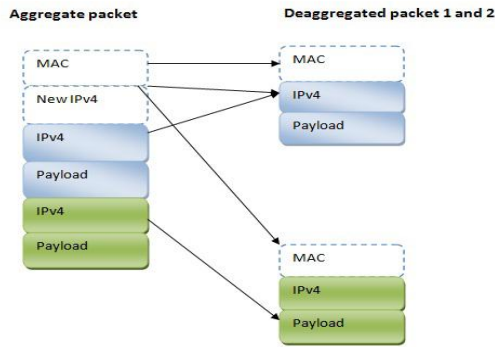 Aggregate packet
Deaggregated packet 1 and 2
MAC
New IPv4
IPv4
Payload
IPv4
Payload
MAC
IPv4
Payload
MAC
IPv4
Payload